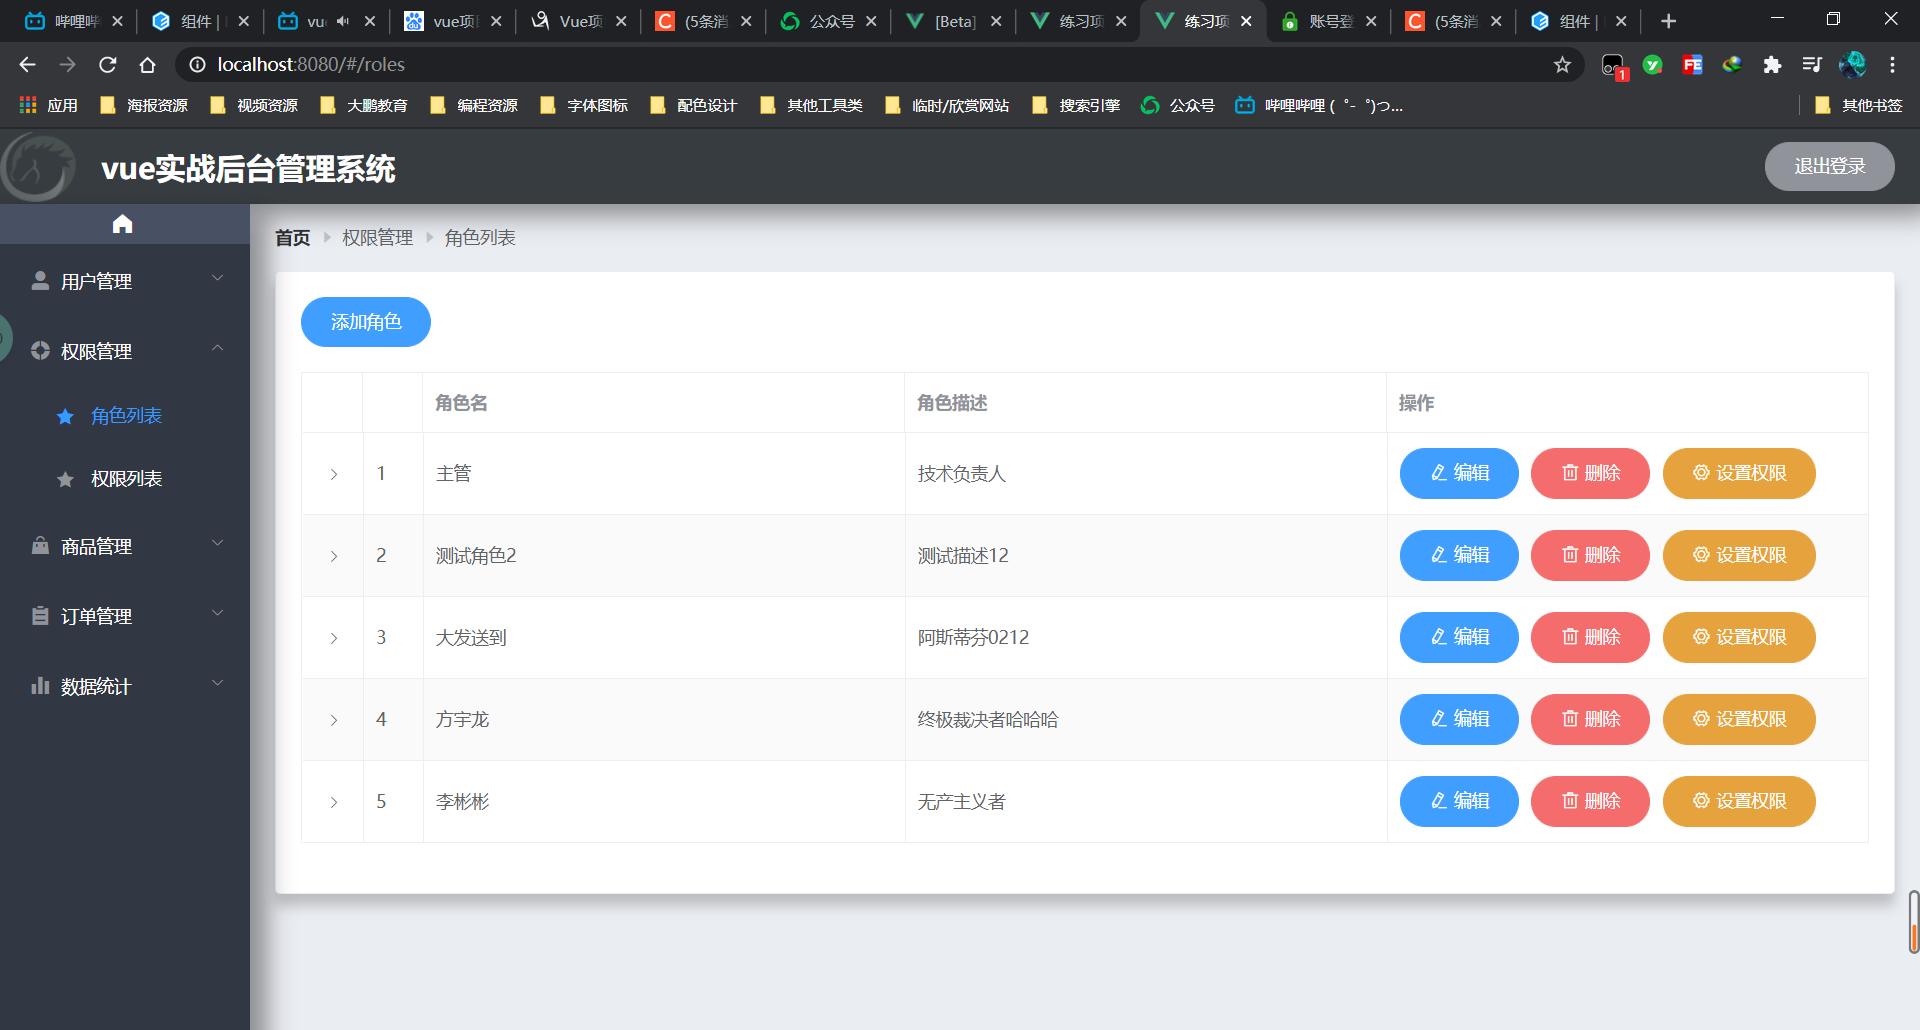 哔哩哔 组件 | vu vue项 Vue项 (5条消 公众号 [Beta] 练习项 练习项 账号登 (5条消 组件 |
localhost:8080/#/roles
1
应用 海报资源 视频资源 大鹏教育 编程资源 字体图标 配色设计 其他工具类 临时/欣赏网站 搜索引擎 公众号 哔哩哔哩 (゜-゜)つ... 其他书签
vue实战后台管理系统 退出登录
首页 权限管理 角色列表
用户管理
权限管理
角色列表
权限列表
商品管理
订单管理
数据统计
添加角色
角色名 角色描述 操作
1 主管 技术负责人 编辑 删除 设置权限
2 测试角色2 测试描述12 编辑 删除 设置权限
3 大发送到 阿斯蒂芬0212 编辑 删除 设置权限
4 方宇龙 终极裁决者哈哈哈 编辑 删除 设置权限
5 李彬彬 无产主义者 编辑 删除 设置权限